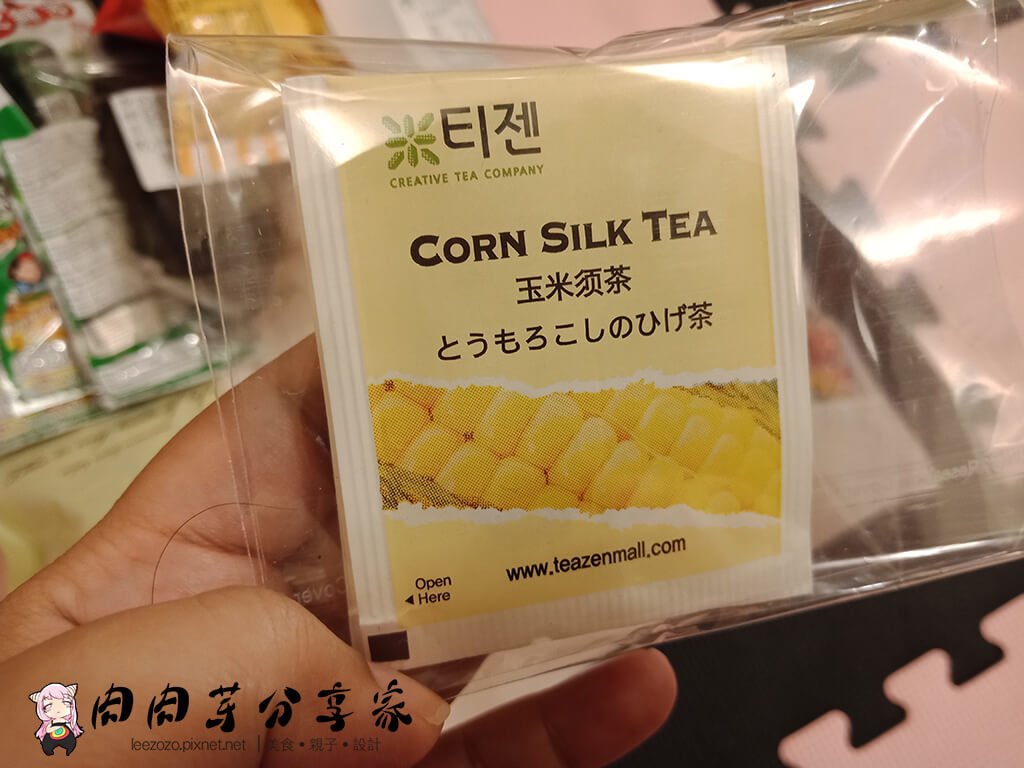 티젠
CREATIVE TEA COMPANY
CORN SILK TEA
玉米须茶
とうもろこしのひげ茶
www.teazenmall.com
Open
Here
肉肉芽分享家
leezozo.pixnet.net | 美食 • 親子 • 設計